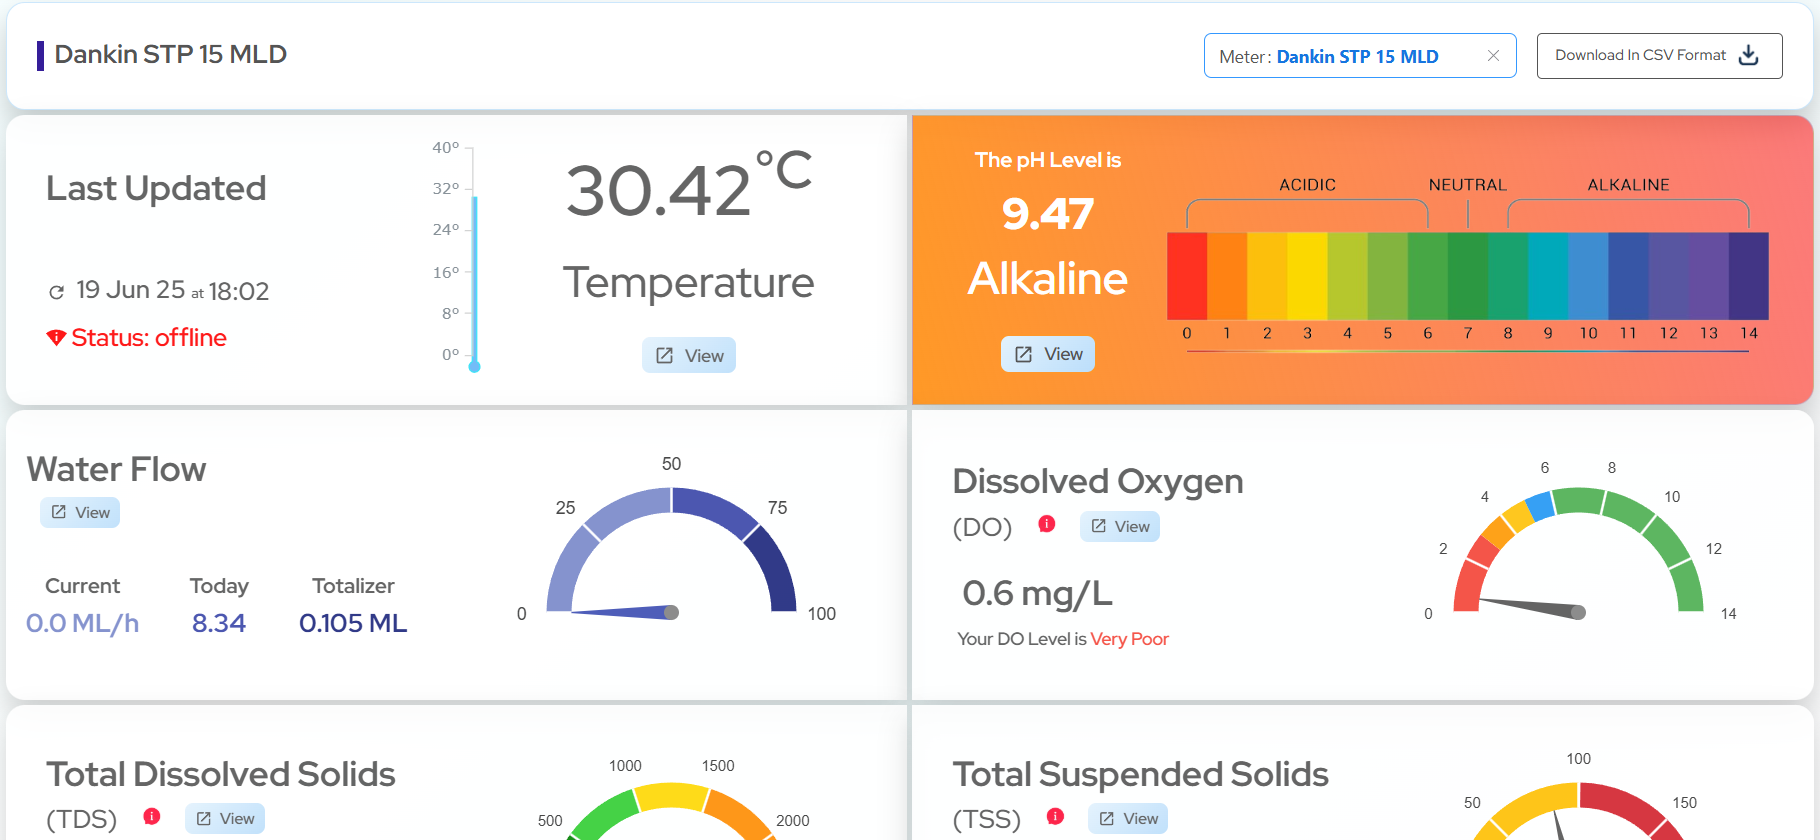 Dankin STP 15 MLD
Meter: Dankin STP 15 MLD
Download In CSV Format
Last Updated
19 Jun 25 at 18:02
Status: offline
40°
32°
24°
16°
8°
0°
30.42°C
Temperature
View
The pH Level is
9.47
Alkaline
View
ACIDIC NEUTRAL ALKALINE
0 1 2 3 4 5 6 7 8 9 10 11 12 13 14
Water Flow
View
Current Today Totalizer
0.0 ML/h 8.34 0.105 ML
0 25 50 75 100
Dissolved Oxygen
(DO)
View
0.6 mg/L
Your DO Level is Very Poor
0 2 4 6 8 10 12 14
Total Dissolved Solids
(TDS)
View
500 1000 1500 2000
Total Suspended Solids
(TSS)
View
50 100 150